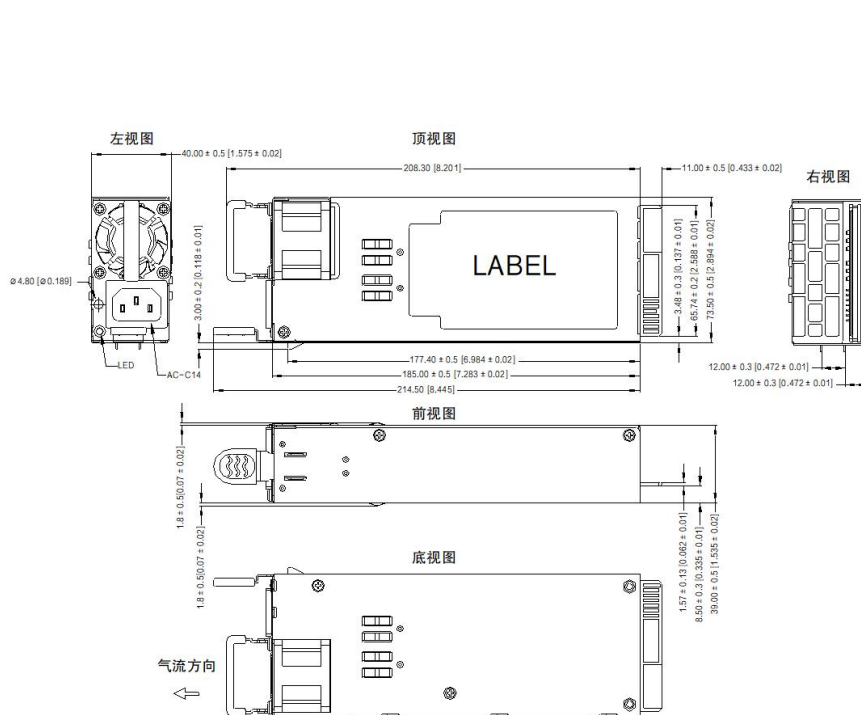 左视图
顶视图
40.00 ± 0.5 [1.575 ± 0.02]
208.30 [8.201]
11.00 ± 0.5 [0.433 ± 0.02]
右视图
ø 4.80 [ø 0.189]
3.00 ± 0.2 [0.118 ± 0.01]
LABEL
3.48 ± 0.3 [0.137 ± 0.01]
65.74 ± 0.2 [2.588 ± 0.01]
73.50 ± 0.5 [2.894 ± 0.02]
LED
AC-C14
177.40 ± 0.5 [6.984 ± 0.02]
185.00 ± 0.5 [7.283 ± 0.02]
214.50 [8.445]
12.00 ± 0.3 [0.472 ± 0.01]
12.00 ± 0.3 [0.472 ± 0.01]
前视图
1.8 ± 0.5[0.07 ± 0.02]
1.8 ± 0.5[0.07 ± 0.02]
1.57 ± 0.13 [0.062 ± 0.01]
8.50 ± 0.3 [0.335 ± 0.01]
39.00 ± 0.5 [1.535 ± 0.02]
底视图
气流方向